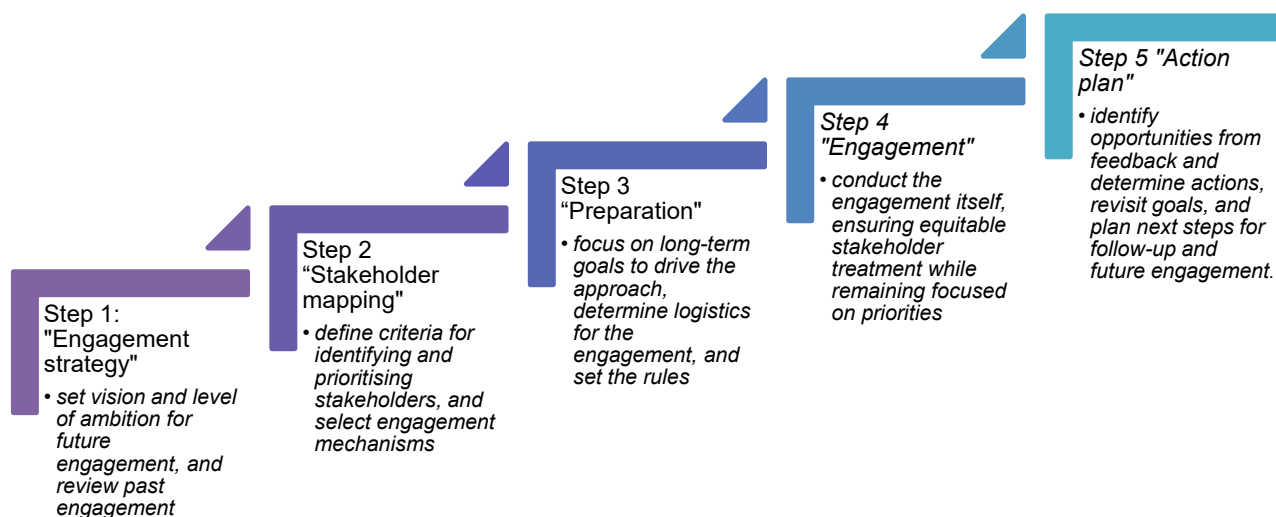 Step 1:
"Engagement
strategy"
• set vision and level
of ambition for
future
engagement, and
review past
engagement
Step 2
“Stakeholder
mapping"
• define criteria for
identifying and
prioritising
stakeholders, and
select engagement
mechanisms
Step 3
“Preparation"
• focus on long-term
goals to drive the
approach,
determine logistics
for the
engagement, and
set the rules
Step 4
"Engagement"
• conduct the
engagement itself,
ensuring equitable
stakeholder
treatment while
remaining focused
on priorities
Step 5 "Action
plan"
• identify
opportunities from
feedback and
determine actions,
revisit goals, and
plan next steps for
follow-up and
future engagement.